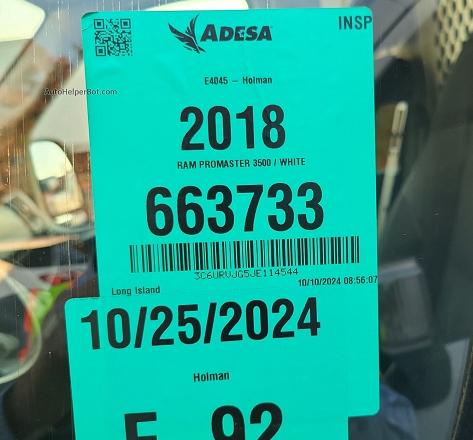 ADESA
INSP
E4045 – Holman
AutoHelperBot.com
2018
RAM PROMASTER 3500 / WHITE
663733
3C6URVJG5JE114544
Long Island
10/10/2024 08:56:07
10/25/2024
Holman
F 92